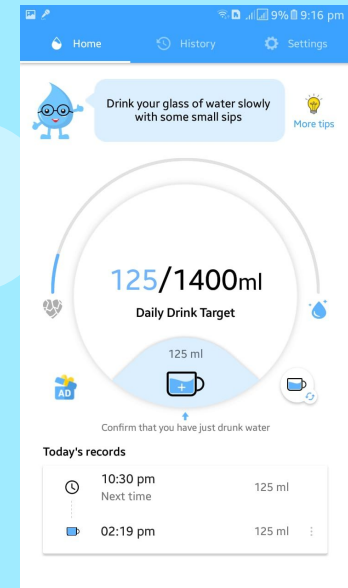 9% 9:16 pm
Home History Settings
Drink your glass of water slowly
with some small sips
More tips
125/1400ml
Daily Drink Target
125 ml
AD
Confirm that you have just drunk water
Today's records
10:30 pm
Next time
125 ml
02:19 pm 125 ml